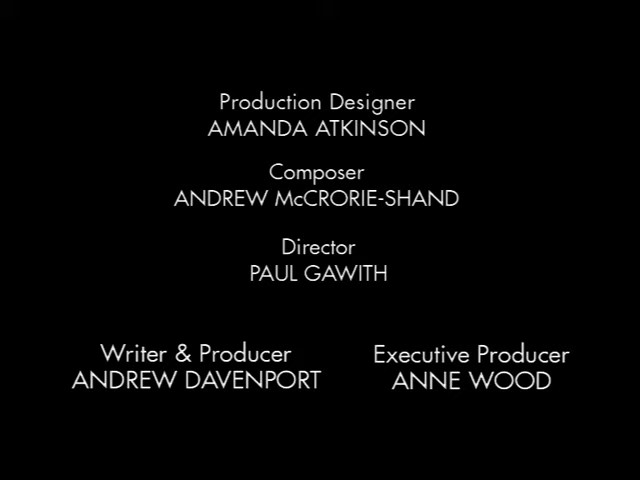 Production Designer
AMANDA ATKINSON
Composer
ANDREW McCRORIE-SHAND
Director
PAUL GAWITH
Writer & Producer
ANDREW DAVENPORT
Executive Producer
ANNE WOOD